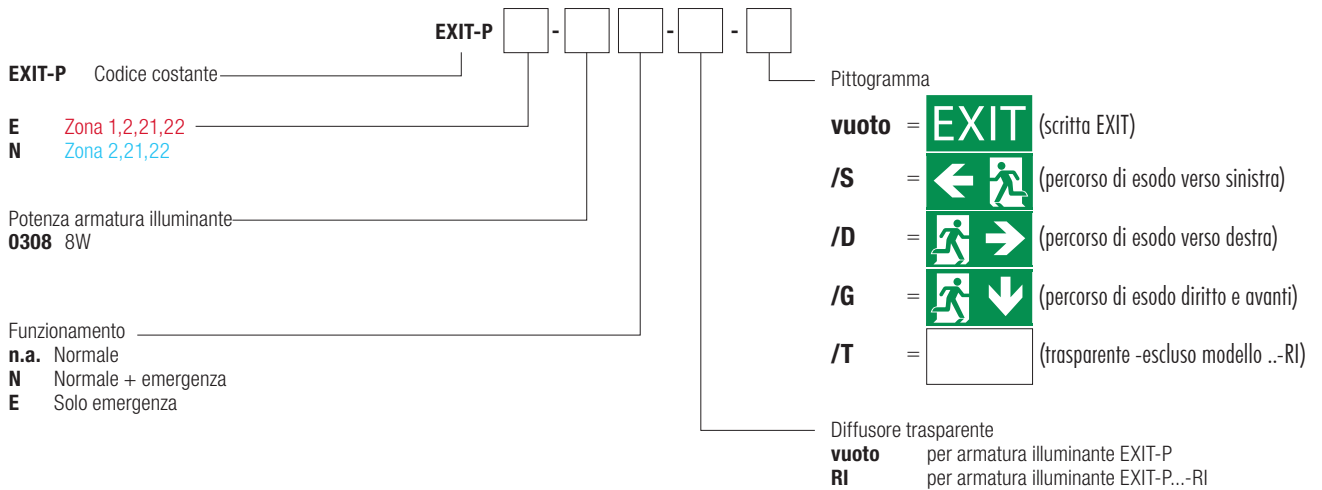 EXIT-P - - -
EXIT-P Codice costante
E Zona 1,2,21,22
N Zona 2,21,22
Potenza armatura illuminante
0308 8W
Funzionamento
n.a. Normale
N Normale + emergenza
E Solo emergenza
Pittogramma
vuoto = EXIT (scritta EXIT)
/S = (percorso di esodo verso sinistra)
/D = (percorso di esodo verso destra)
/G = (percorso di esodo diritto e avanti)
/T = (trasparente -escluso modello ..-RI)
Diffusore trasparente
vuoto per armatura illuminante EXIT-P
RI per armatura illuminante EXIT-P...-RI